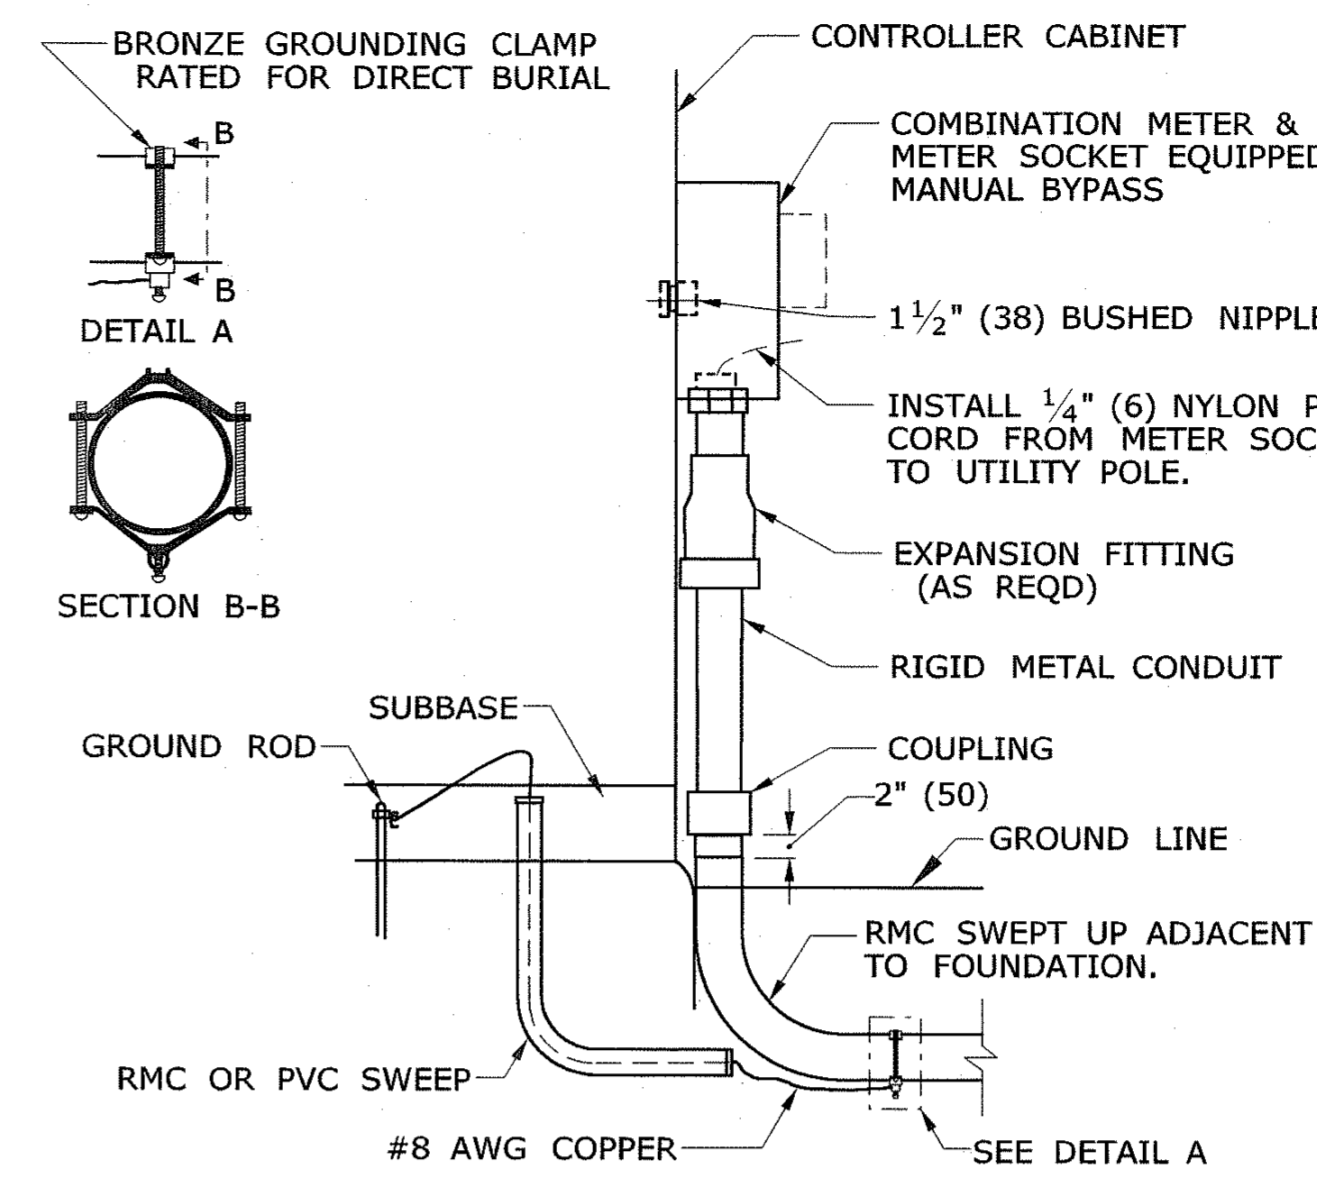 BRONZE GROUNDING CLAMP
RATED FOR DIRECT BURIAL
B
B
DETAIL A
SECTION B-B
CONTROLLER CABINET
COMBINATION METER &
METER SOCKET EQUIPPED
MANUAL BYPASS
1 1/2" (38) BUSHED NIPPLE
INSTALL 1/4" (6) NYLON
CORD FROM METER
TO UTILITY POLE.
EXPANSION FITTING
(AS REQD)
RIGID METAL CONDUIT
SUBBASE
GROUND ROD
COUPLING
2" (50)
GROUND LINE
RMC SWEPT UP ADJACENT
TO FOUNDATION.
RMC OR PVC SWEEP
#8 AWG COPPER
SEE DETAIL A